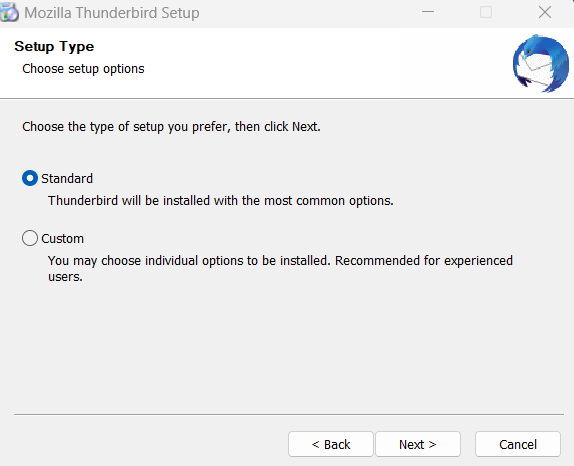 Mozilla Thunderbird Setup
Setup Type
Choose setup options
Choose the type of setup you prefer, then click Next.
Standard
Thunderbird will be installed with the most common options.
Custom
You may choose individual options to be installed. Recommended for experienced
users.
< Back
Next >
Cancel